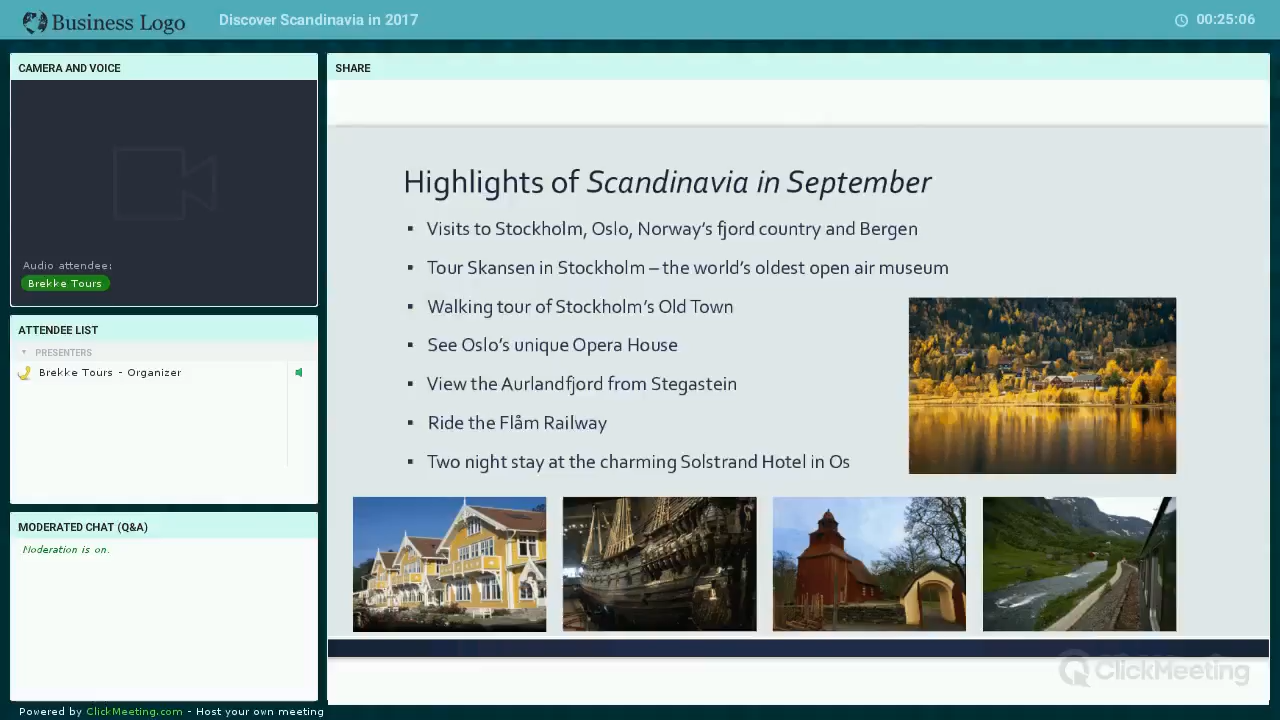 Business Logo
Discover Scandinavia in 2017
00:25:06
CAMERA AND VOICE
Audio attendee:
Brekke Tours
ATTENDEE LIST
PRESENTERS
Brekke Tours - Organizer
MODERATED CHAT (Q&A)
Moderation is on.
SHARE
Highlights of Scandinavia in September
▪ Visits to Stockholm, Oslo, Norway's fjord country and Bergen
▪ Tour Skansen in Stockholm – the world's oldest open air museum
▪ Walking tour of Stockholm's Old Town
▪ See Oslo's unique Opera House
▪ View the Aurlandfjord from Stegastein
▪ Ride the Flåm Railway
▪ Two night stay at the charming Solstrand Hotel in Os
ClickMeeting
Powered by ClickMeeting.com - Host your own meeting